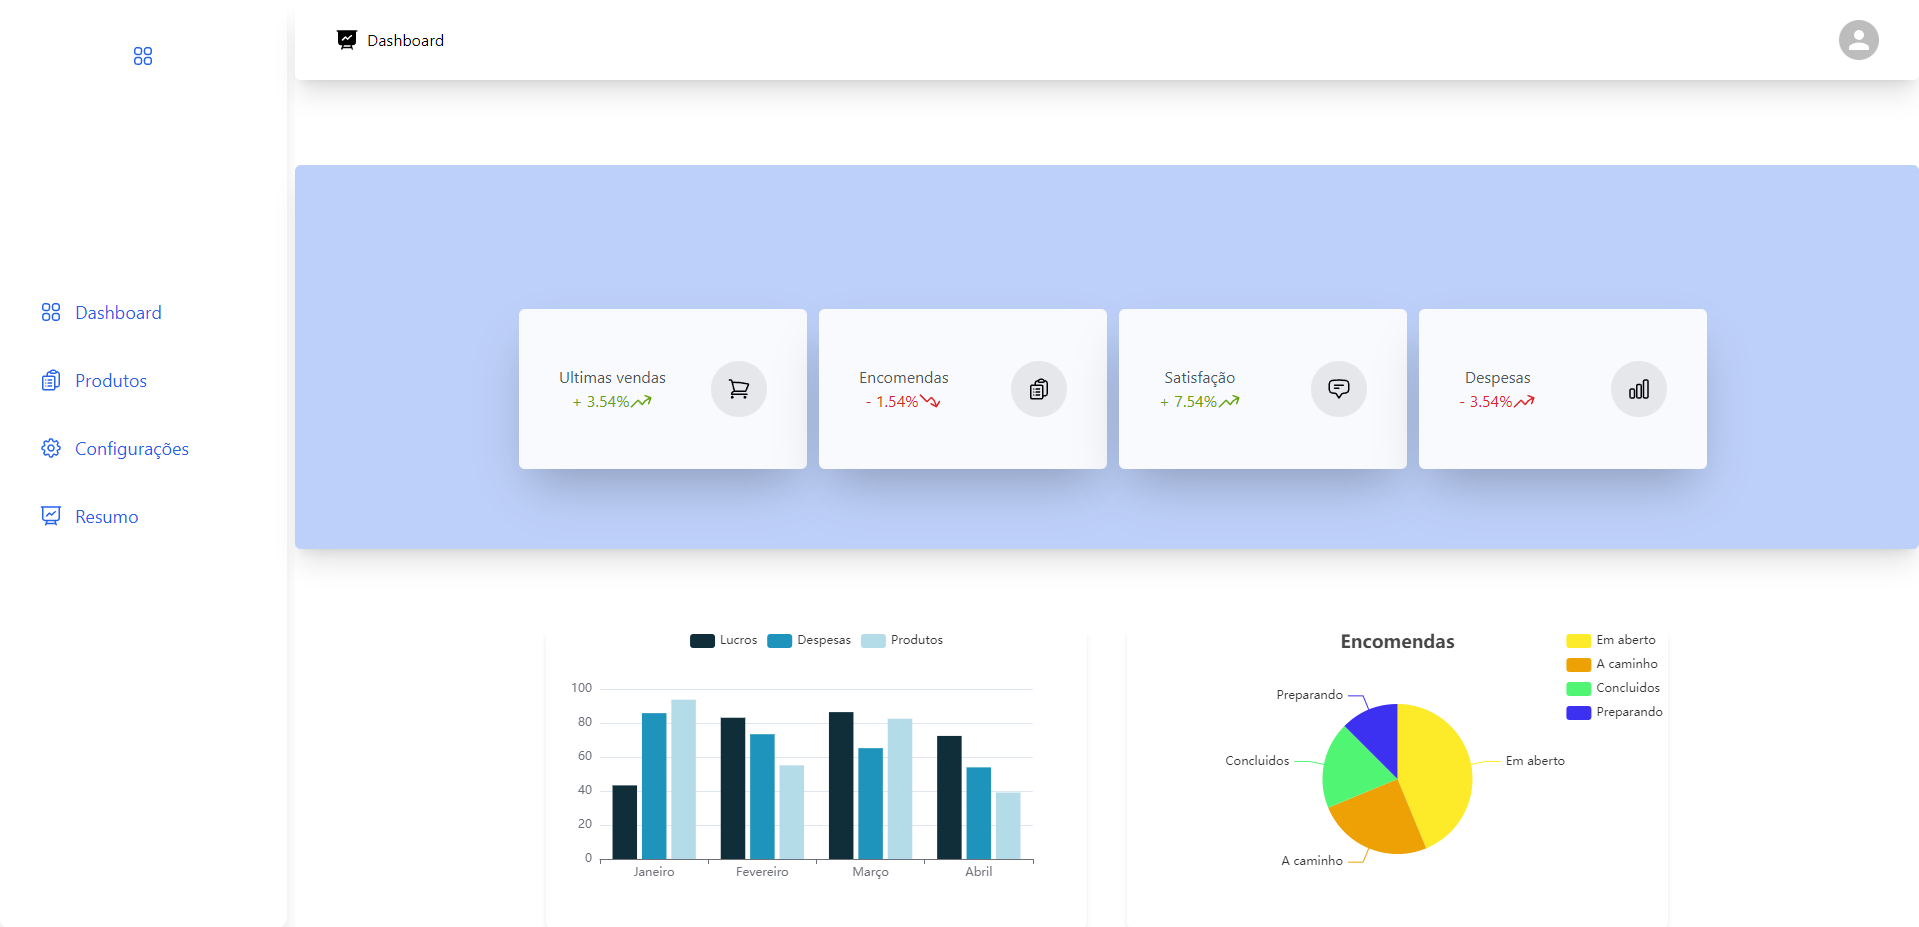 Dashboard
Dashboard
Produtos
Configurações
Resumo
Ultimas vendas
+ 3.54%
Encomendas
- 1.54%
Satisfação
+ 7.54%
Despesas
- 3.54%
Lucros Despesas Produtos
100
80
60
40
20
0
Janeiro Fevereiro Março Abril
Encomendas
Em aberto
A caminho
Concluidos
Preparando
Preparando
Concluidos
Em aberto
A caminho